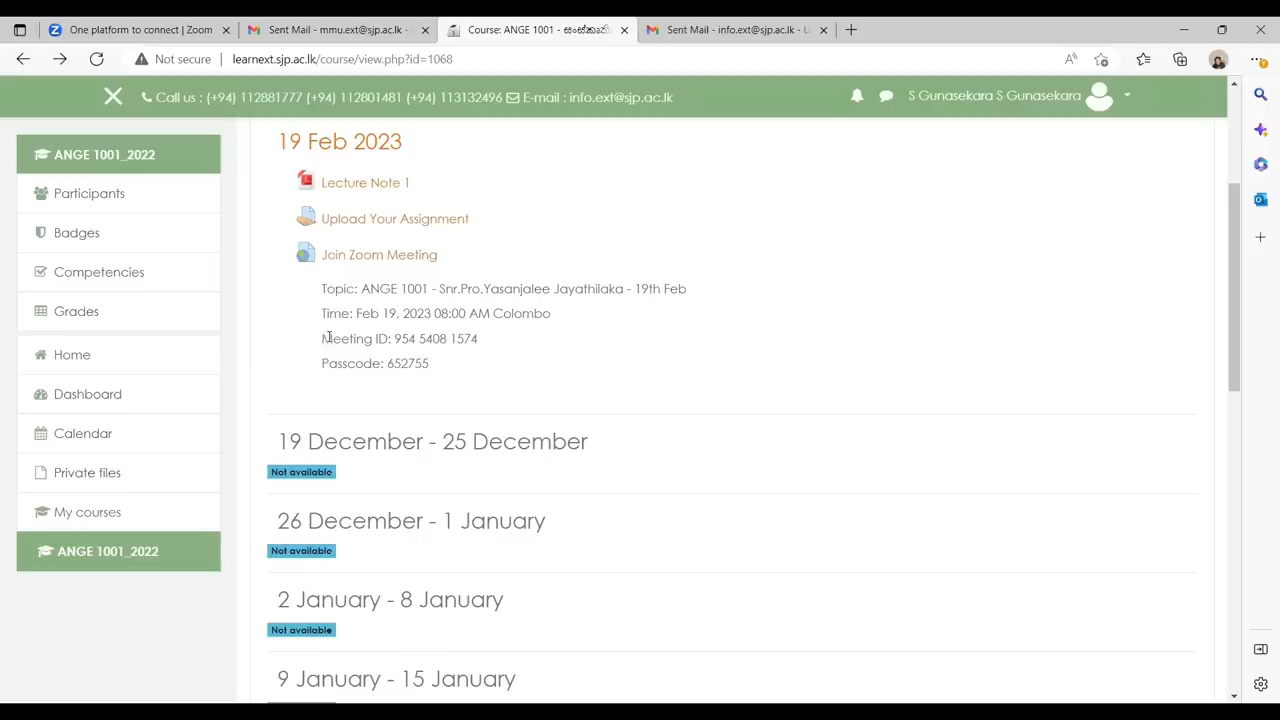 One platform to connect | Zoom
Sent Mail - mmu.ext@sjp.ac.lk -
Course: ANGE 1001 - සංස්කෘති
Sent Mail - info.ext@sjp.ac.lk - U
Not secure
learnext.sjp.ac.lk/course/view.php?id=1068
Call us : (+94) 112881777 (+94) 112801481 (+94) 113132496 E-mail : info.ext@sjp.ac.lk
S Gunasekara S Gunasekara
ANGE 1001_2022
Participants
Badges
Competencies
Grades
Home
Dashboard
Calendar
Private files
My courses
ANGE 1001_2022
19 Feb 2023
Lecture Note 1
Upload Your Assignment
Join Zoom Meeting
Topic: ANGE 1001 - Snr.Pro.Yasanjalee Jayathilaka - 19th Feb
Time: Feb 19, 2023 08:00 AM Colombo
Meeting ID: 954 5408 1574
Passcode: 652755
19 December - 25 December
Not available
26 December - 1 January
Not available
2 January - 8 January
Not available
9 January - 15 January